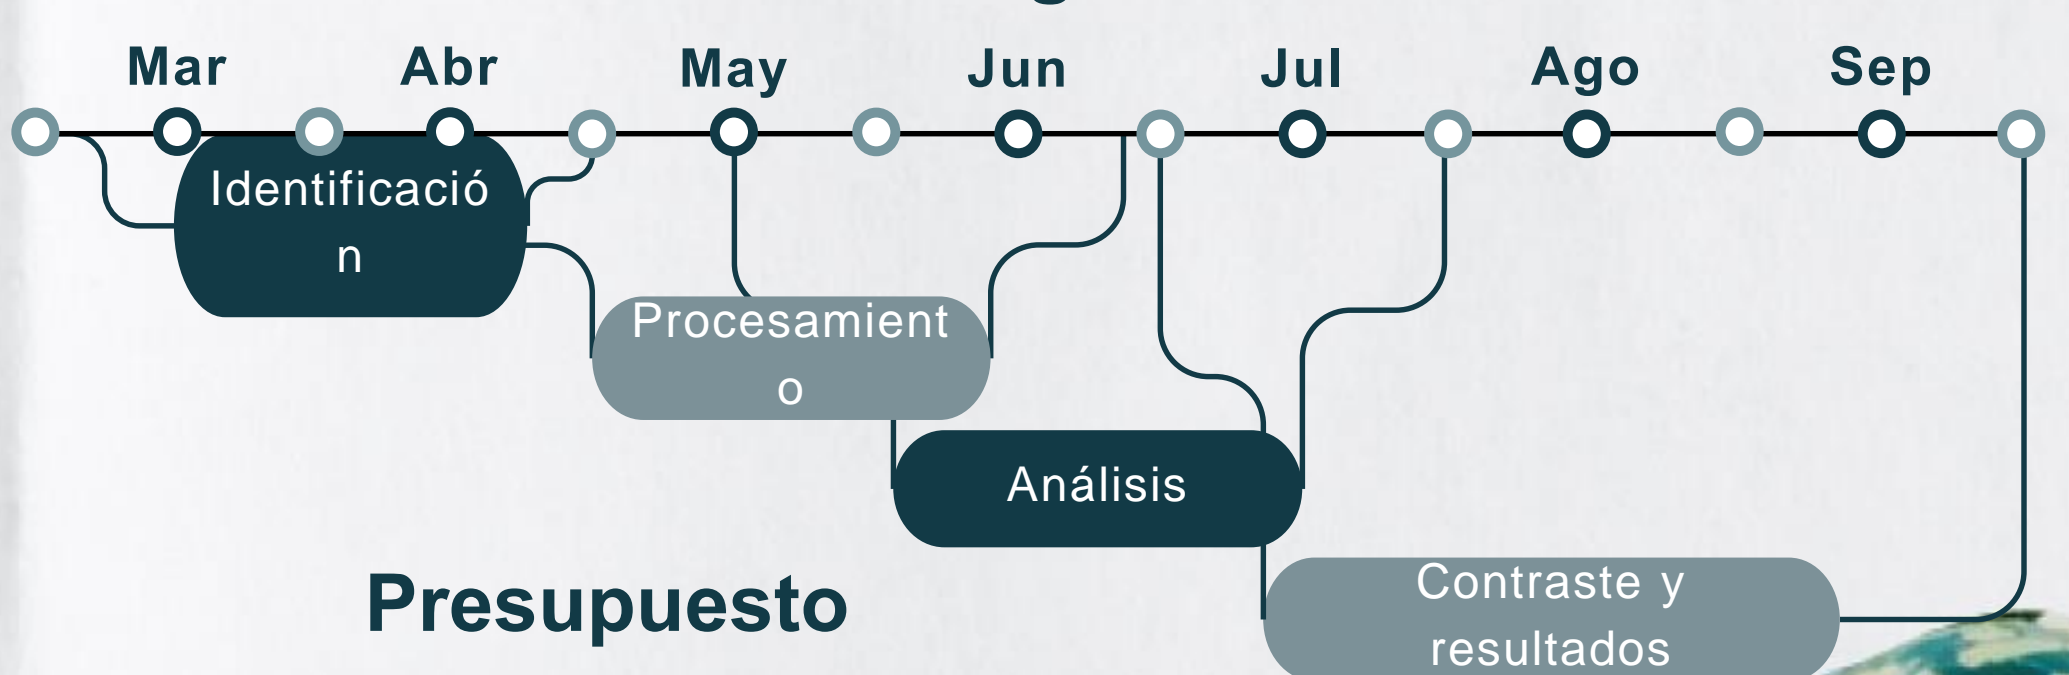 Mar Abr May Jun Jul Ago Sep
Identificació
n
Procesamient
o
Análisis
Contraste y
resultados
Presupuesto